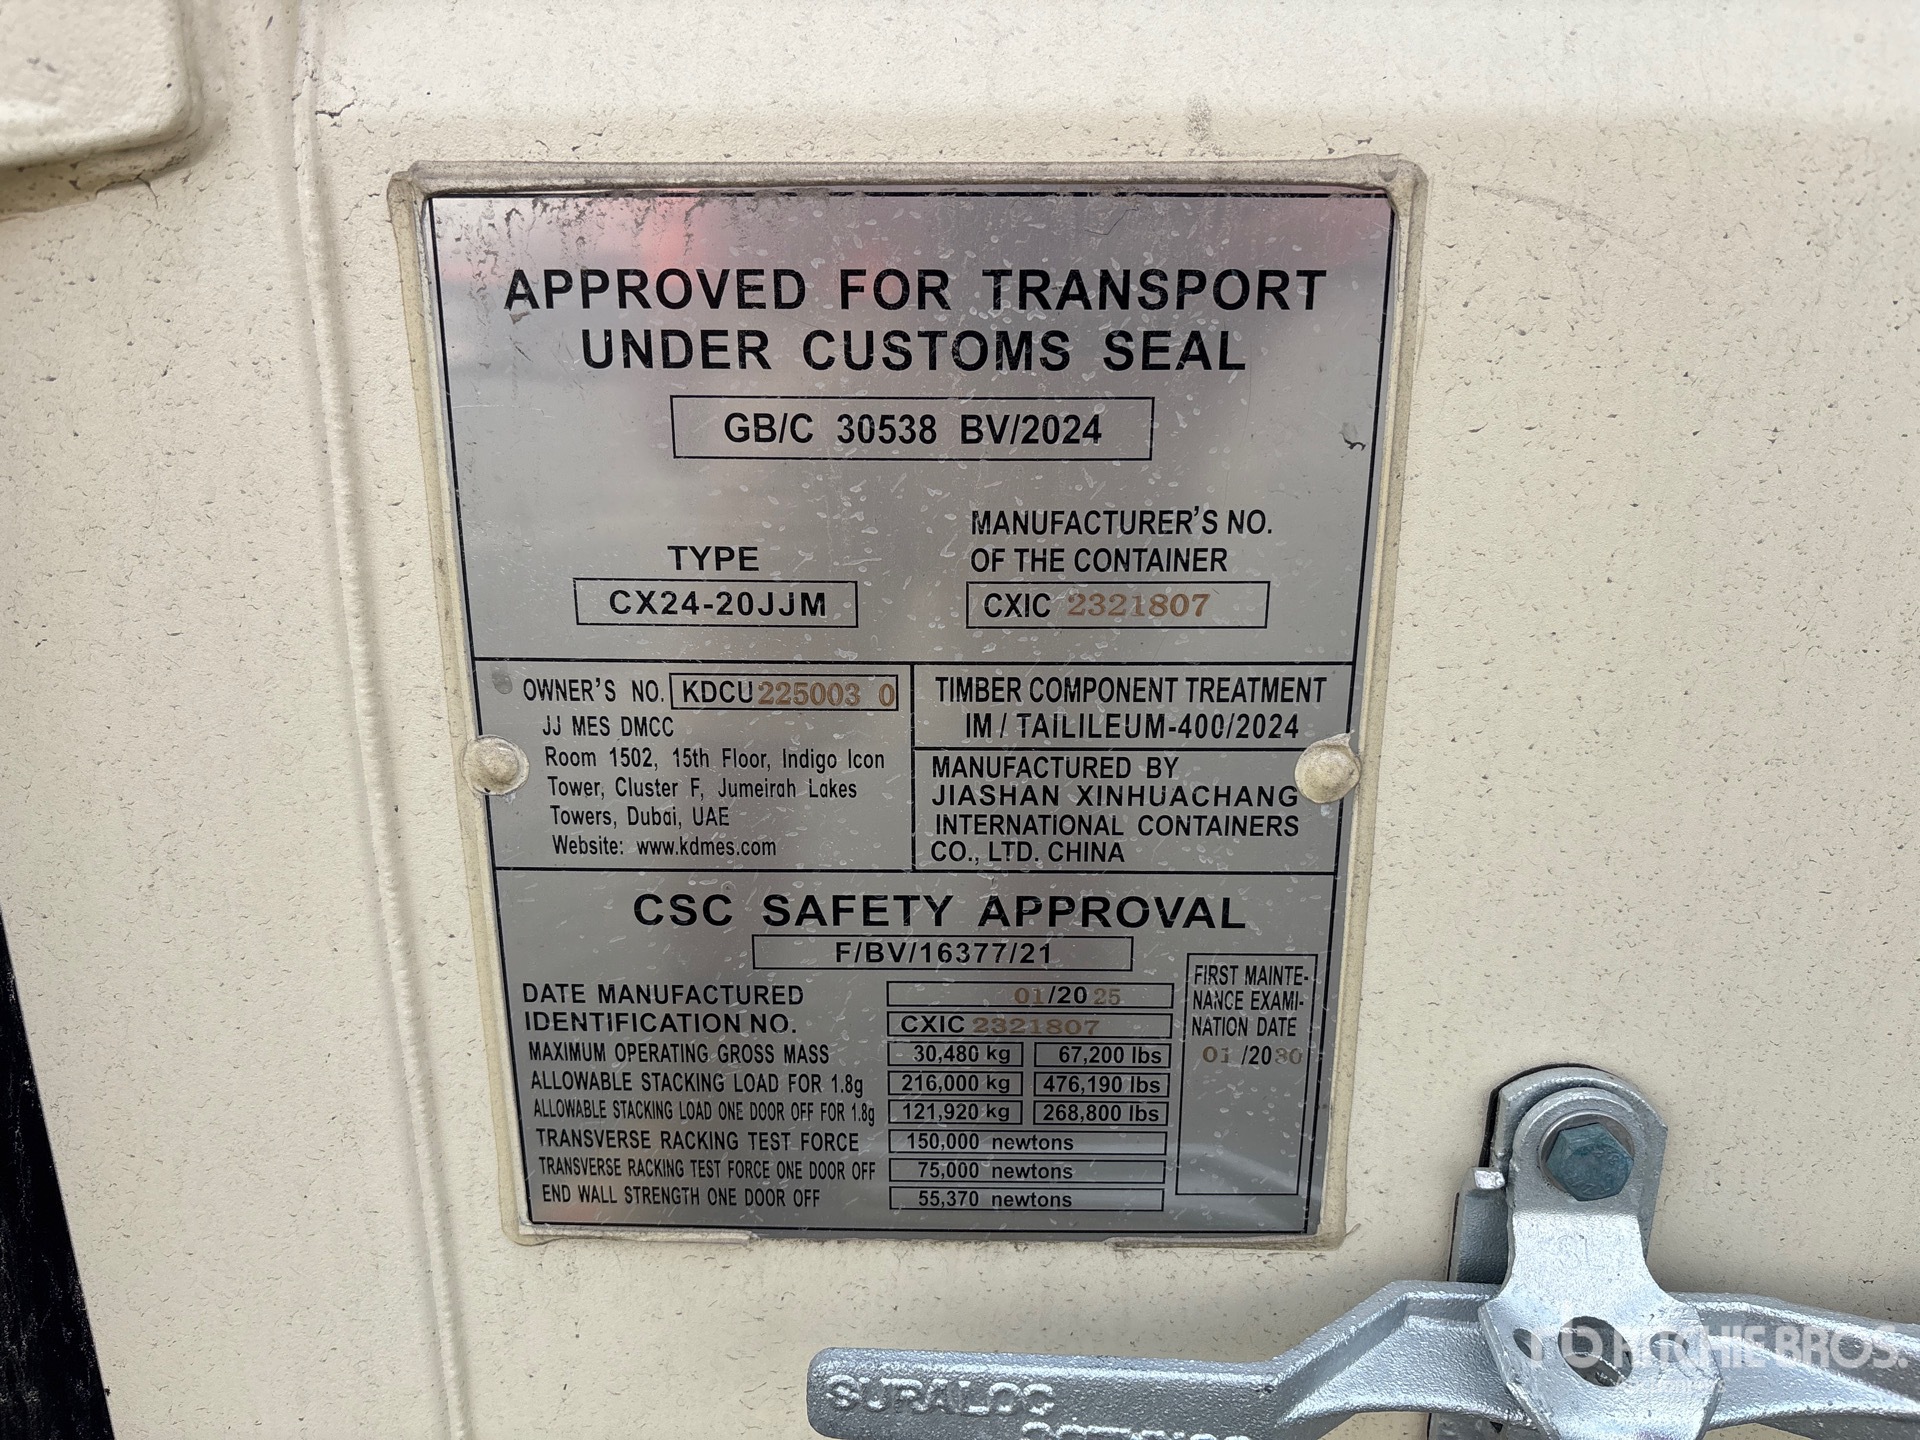 APPROVED FOR TRANSPORT
UNDER CUSTOMS SEAL
GB/C 30538 BV/2024
TYPE
CX24-20JJM
MANUFACTURER'S NO.
OF THE CONTAINER
CXIC 2321807
OWNER'S NO. KDCU 225003 0
JJ MES DMCC
Room 1502, 15th Floor, Indigo Icon
Tower, Cluster F, Jumeirah Lakes
Towers, Dubai, UAE
Website: www.kdmes.com
TIMBER COMPONENT TREATMENT
IM / TAILILEUM-400/2024
MANUFACTURED BY
JIASHAN XINHUACHANG
INTERNATIONAL CONTAINERS
CO., LTD. CHINA
CSC SAFETY APPROVAL
F/BV/16377/21
DATE MANUFACTURED 01/2025
IDENTIFICATION NO. CXIC 2321807
MAXIMUM OPERATING GROSS MASS 30,480 kg 67,200 lbs
ALLOWABLE STACKING LOAD FOR 1.8g 216,000 kg 476,190 lbs
ALLOWABLE STACKING LOAD ONE DOOR OFF FOR 1.8g 121,920 kg 268,800 lbs
TRANSVERSE RACKING TEST FORCE 150,000 newtons
TRANSVERSE RACKING TEST FORCE ONE DOOR OFF 75,000 newtons
END WALL STRENGTH ONE DOOR OFF 55,370 newtons
FIRST MAINTE-
NANCE EXAMI-
NATION DATE
01 /2030
RITCHIE BROS.
SURALOC